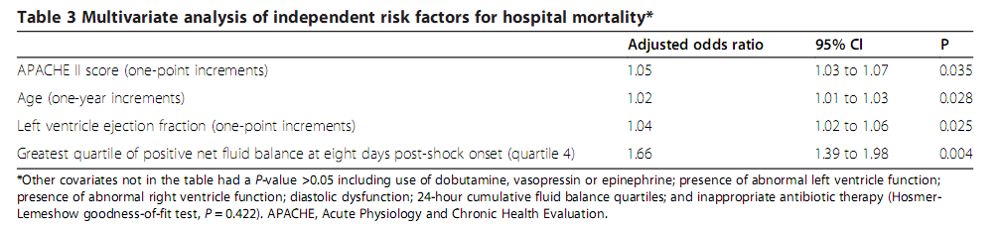 Table 3 Multivariate analysis of independent risk factors for hospital mortality*
Adjusted odds ratio 95% CI P
APACHE II score (one-point increments) 1.05 1.03 to 1.07 0.035
Age (one-year increments) 1.02 1.01 to 1.03 0.028
Left ventricle ejection fraction (one-point increments) 1.04 1.02 to 1.06 0.025
Greatest quartile of positive net fluid balance at eight days post-shock onset (quartile 4) 1.66 1.39 to 1.98 0.004
*Other covariates not in the table had a P-value >0.05 including use of dobutamine, vasopressin or epinephrine; presence of abnormal left ventricle function;
presence of abnormal right ventricle function; diastolic dysfunction; 24-hour cumulative fluid balance quartiles; and inappropriate antibiotic therapy (Hosmer-
Lemeshow goodness-of-fit test, P = 0.422). APACHE, Acute Physiology and Chronic Health Evaluation.